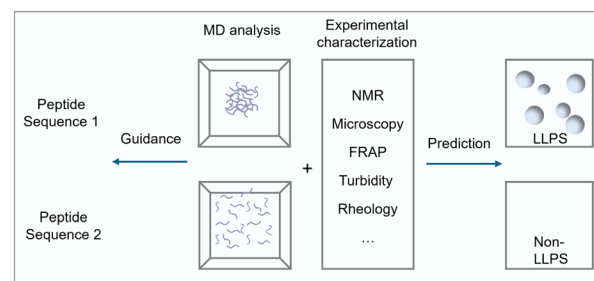 MD analysis
Experimental
characterization
Peptide
Sequence 1
Guidance
NMR
Microscopy
FRAP
Turbidity
Rheology
...
+
Prediction
LLPS
Peptide
Sequence 2
Non-
LLPS